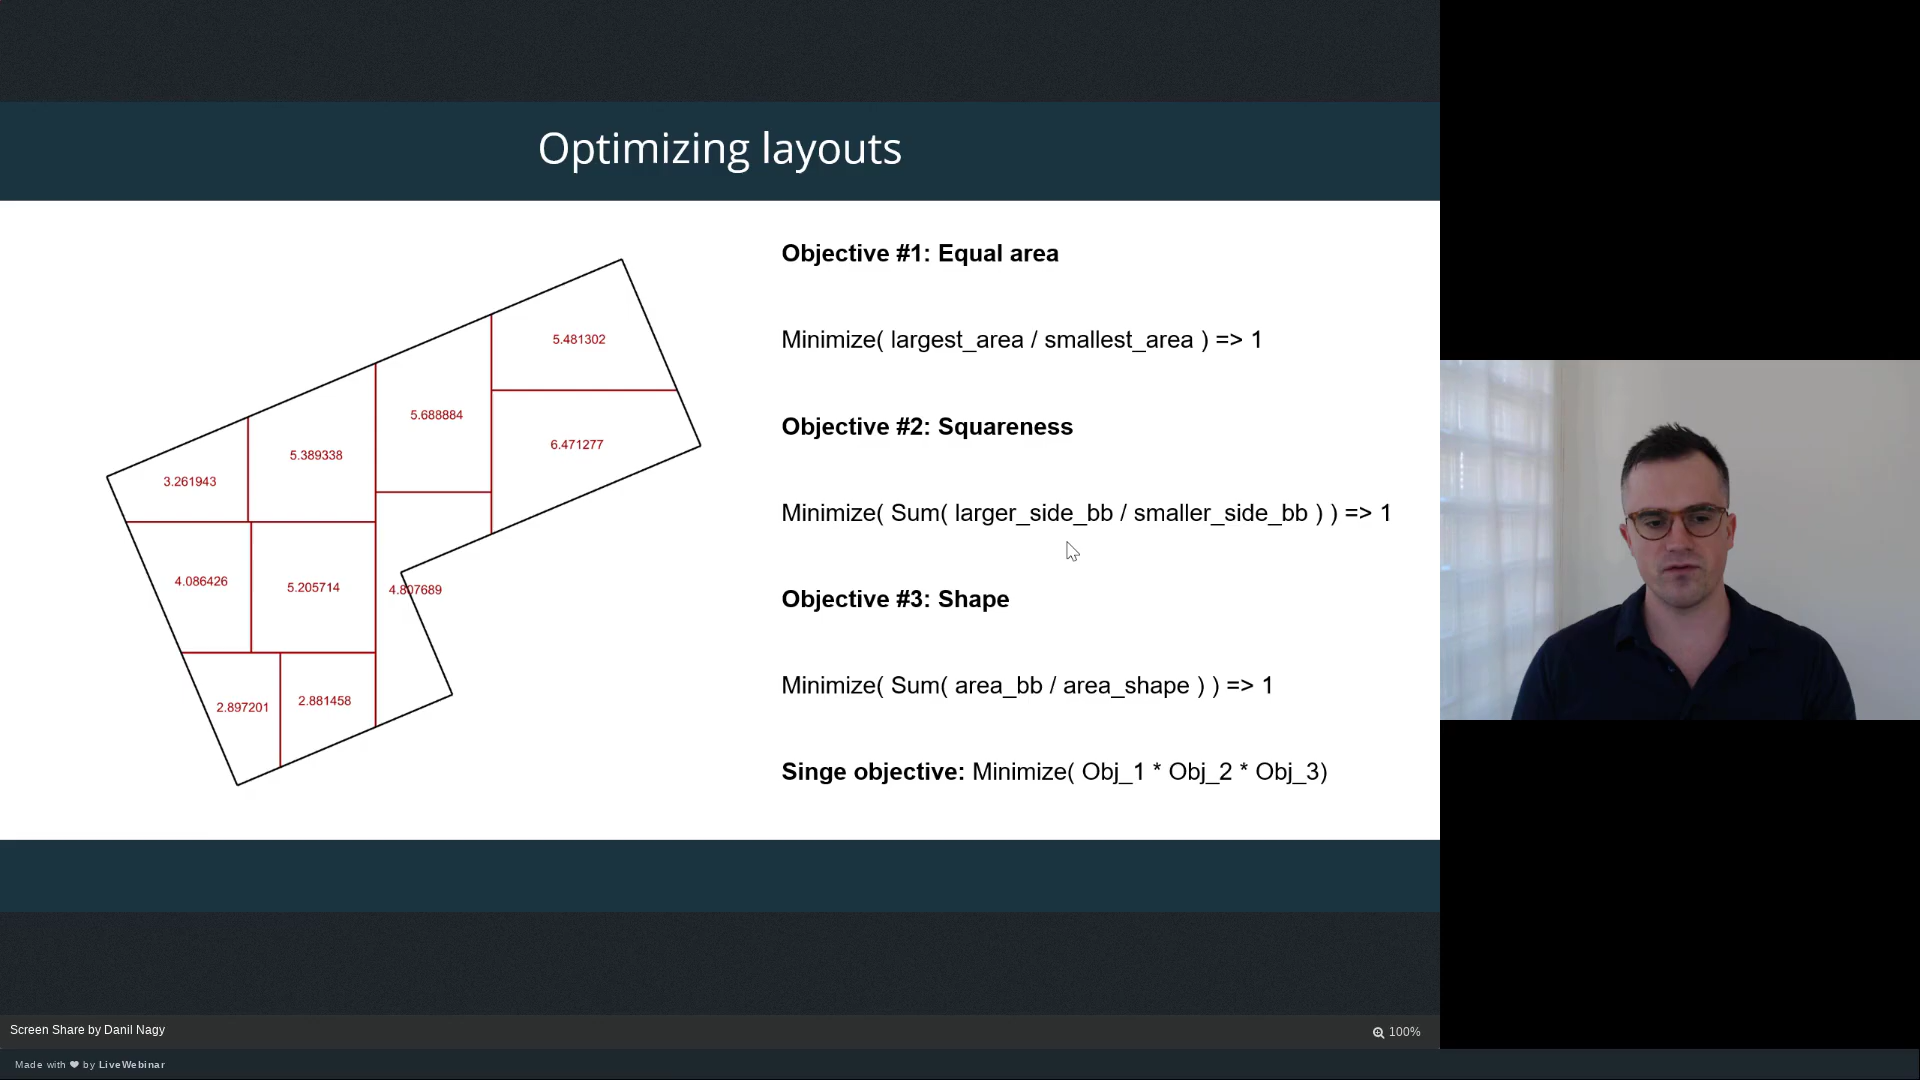 Optimizing layouts
5.481302
5.688884
6.471277
5.389338
3.261943
4.086426
5.205714
4.807689
2.897201
2.881458
Objective #1: Equal area
Minimize( largest_area / smallest_area ) => 1
Objective #2: Squareness
Minimize( Sum( larger_side_bb / smaller_side_bb ) ) => 1
Objective #3: Shape
Minimize( Sum( area_bb / area_shape ) ) => 1
Singe objective: Minimize( Obj_1 * Obj_2 * Obj_3)
Screen Share by Danil Nagy
100%
Made with ❤ by LiveWebinar